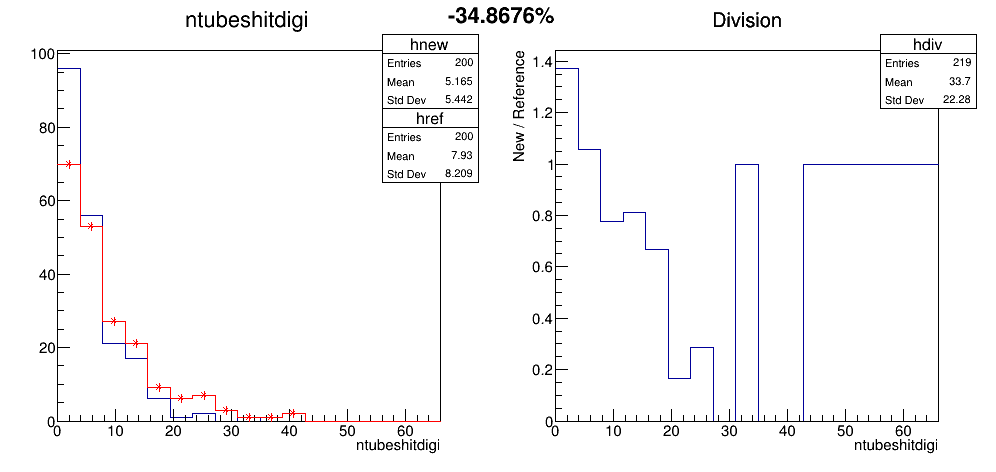 ntubeshitdigi
-34.8676%
Division
hnew
Entries 200
Mean 5.165
Std Dev 5.442
href
Entries 200
Mean 7.93
Std Dev 8.209
100
80
60
40
20
0
0 10 20 30 40 50 60
ntubeshitdigi
hdiv
Entries 219
Mean 33.7
Std Dev 22.28
New / Reference
1.4
1.2
1
0.8
0.6
0.4
0.2
0
0 10 20 30 40 50 60
ntubeshitdigi